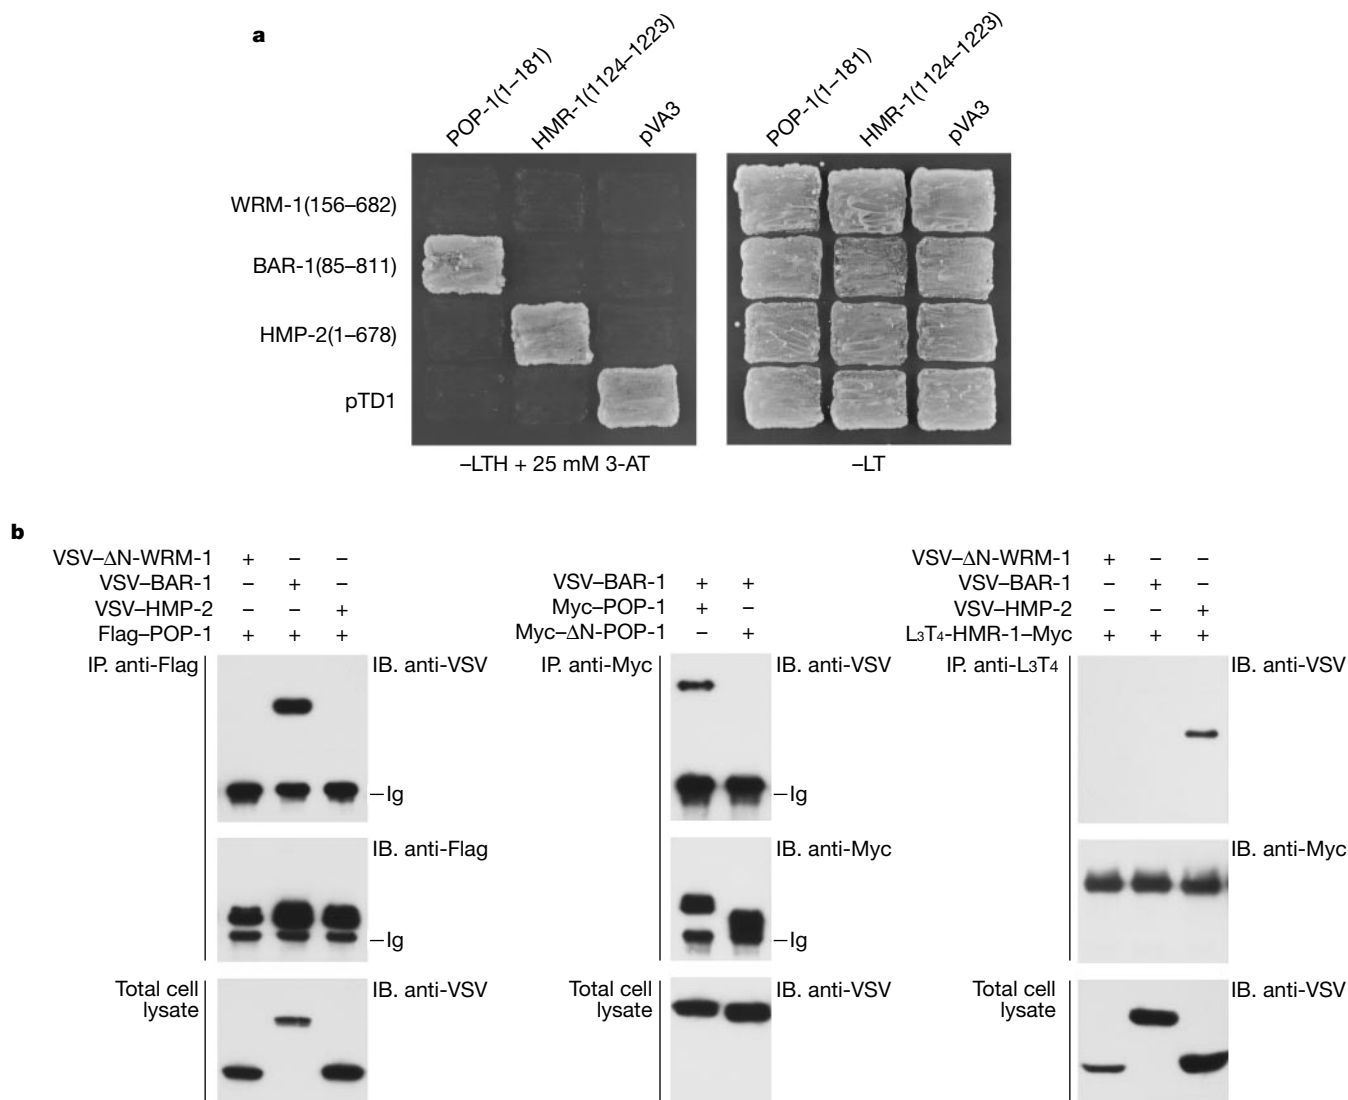 a
POP-1(1–181)
HMR-1(1124–1223)
pVA3
POP-1(1–181)
HMR-1(1124–1223)
pVA3
WRM-1(156–682)
BAR-1(85–811)
HMP-2(1–678)
pTD1
–LTH + 25 mM 3-AT
–LT
b
VSV–ΔN-WRM-1 + – –
VSV–BAR-1 – + –
VSV–HMP-2 – – +
Flag–POP-1 + + +
IP. anti-Flag
IB. anti-VSV
–Ig
IB. anti-Flag
–Ig
Total cell
lysate
IB. anti-VSV
VSV–BAR-1 + +
Myc–POP-1 + –
Myc–ΔN-POP-1 – +
IP. anti-Myc
IB. anti-VSV
–Ig
IB. anti-Myc
–Ig
Total cell
lysate
IB. anti-VSV
VSV–ΔN-WRM-1 + – –
VSV–BAR-1 – + –
VSV–HMP-2 – – +
L3T4-HMR-1–Myc + + +
IP. anti-L3T4
IB. anti-VSV
IB. anti-Myc
Total cell
lysate
IB. anti-VSV